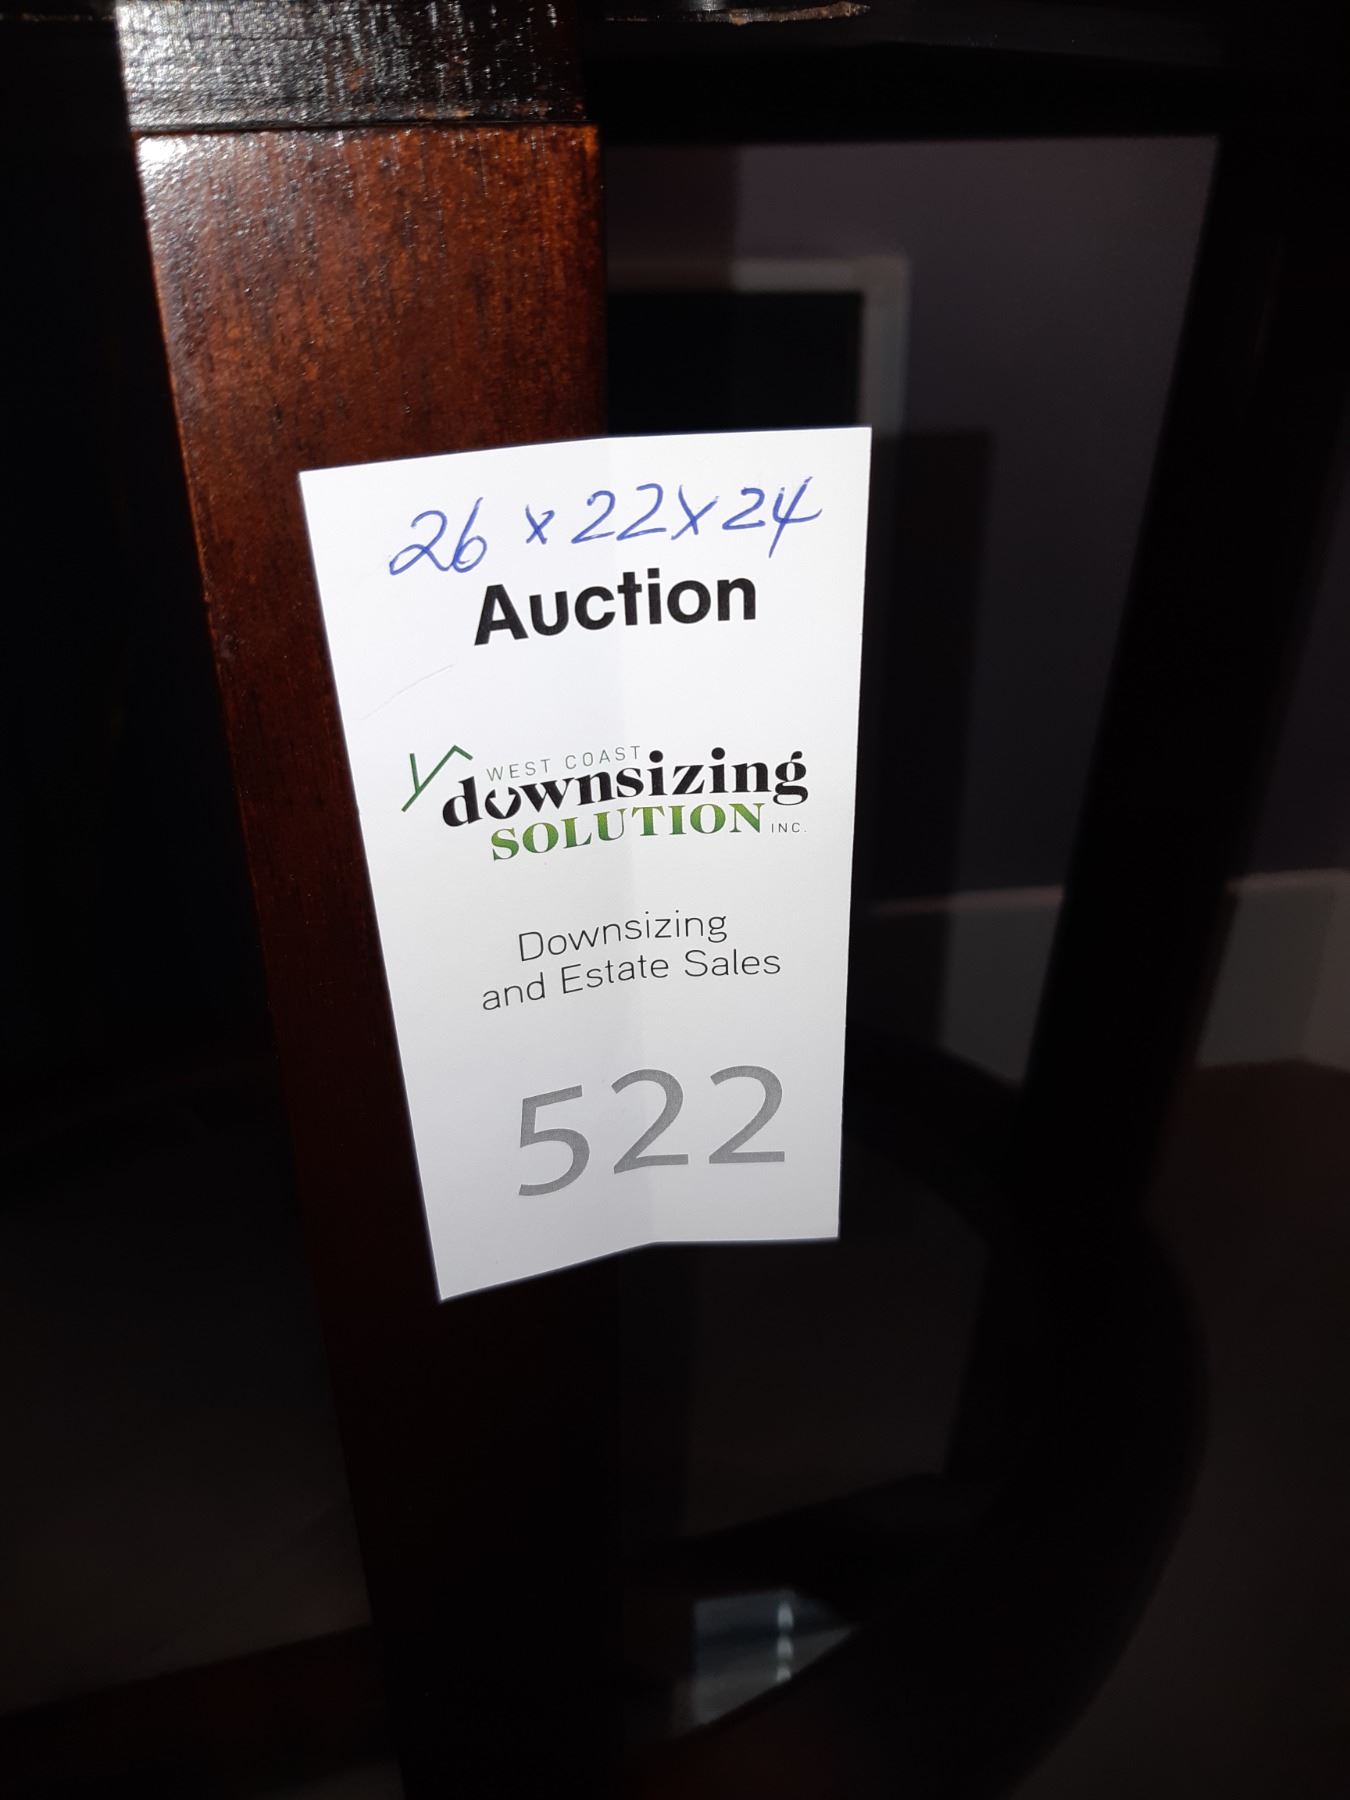 26 x 22 x 24
Auction
WEST COAST
downsizing
SOLUTION INC.
Downsizing
and Estate Sales
522